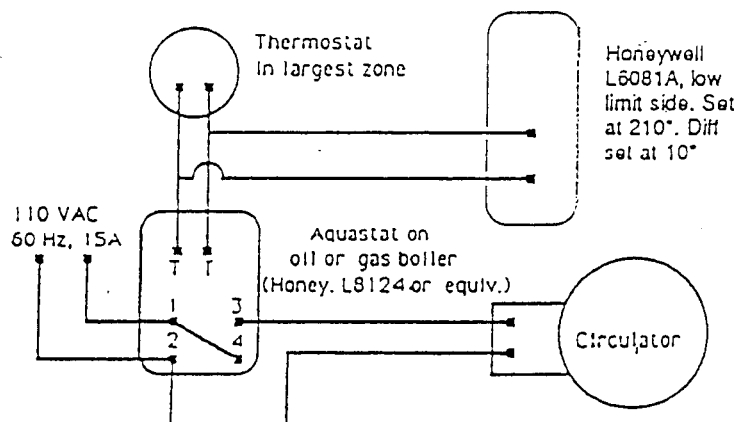 Thermostat
in largest zone
Honeywell
L6081A, low
limit side. Set
at 210°. Diff
set at 10°
110 VAC
60 Hz, 15A
Aquastat on
oil or gas boiler
(Honey. L8124 or equiv.)
T T
1 3
2 4
Circulator